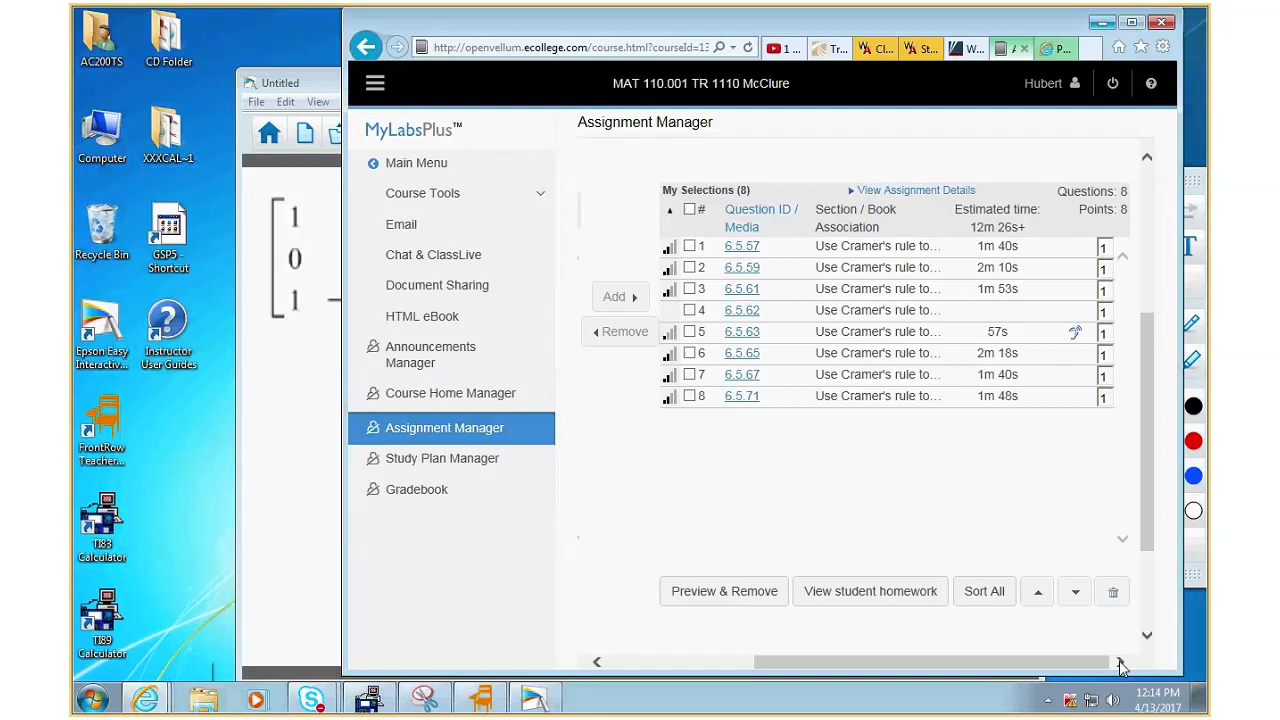 AC200TS
CD Folder
Computer
XXXCAL~1
Recycle Bin
GSP5 -
Shortcut
Epson Easy
Interactiv...
Instructor
User Guides
FrontRow
Teacher...
TI83
Calculator
TI89
Calculator
Untitled
File Edit View
1
0
1
http://openvellum.ecollege.com/course.html?courseId=13
1 ...
Tr...
Cl...
St...
W...
P...
MAT 110.001 TR 1110 McClure
Hubert
MyLabsPlus™
Main Menu
Course Tools
Email
Chat & ClassLive
Document Sharing
HTML eBook
Announcements
Manager
Course Home Manager
Assignment Manager
Study Plan Manager
Gradebook
Assignment Manager
My Selections (8) View Assignment Details Questions: 8
# Question ID / Section / Book Estimated time: Points: 8
Media Association 12m 26s+
1 6.5.57 Use Cramer's rule to... 1m 40s 1
2 6.5.59 Use Cramer's rule to... 2m 10s 1
3 6.5.61 Use Cramer's rule to... 1m 53s 1
4 6.5.62 Use Cramer's rule to... 1
5 6.5.63 Use Cramer's rule to... 57s 1
6 6.5.65 Use Cramer's rule to... 2m 18s 1
7 6.5.67 Use Cramer's rule to... 1m 40s 1
8 6.5.71 Use Cramer's rule to... 1m 48s 1
Add
Remove
Preview & Remove View student homework Sort All
12:14 PM
4/13/2017